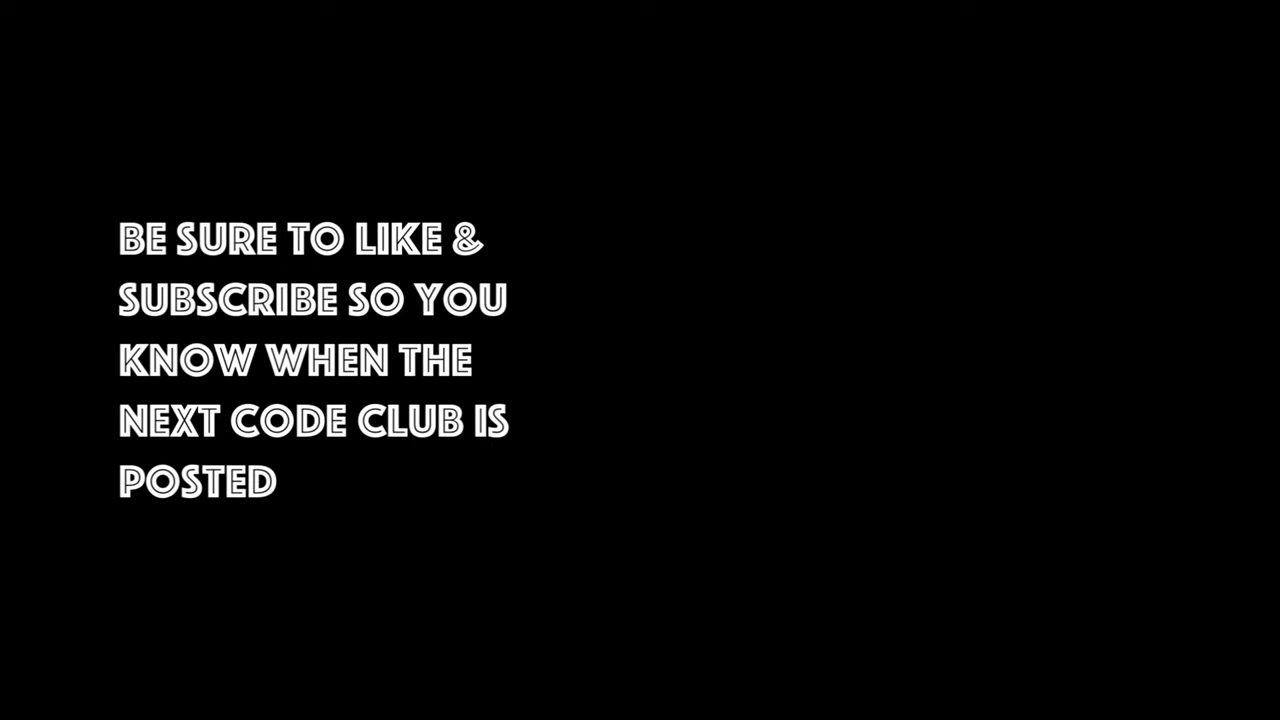 BE SURE TO LIKE &
SUBSCRIBE SO YOU
KNOW WHEN THE
NEXT CODE CLUB IS
POSTED